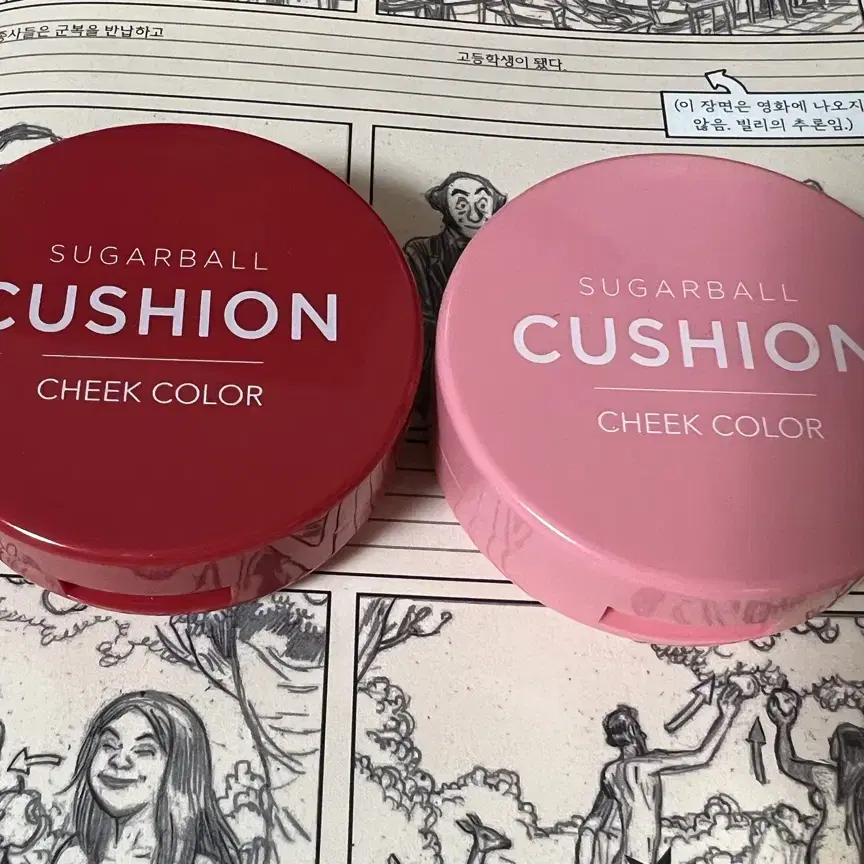 종사들은 군복을 반납하고
고등학생이 됐다.
(이 장면은 영화에 나오지
않음. 빌리의 추론임.)
SUGARBALL
CUSHION
CHEEK COLOR
SUGARBALL
CUSHION
CHEEK COLOR